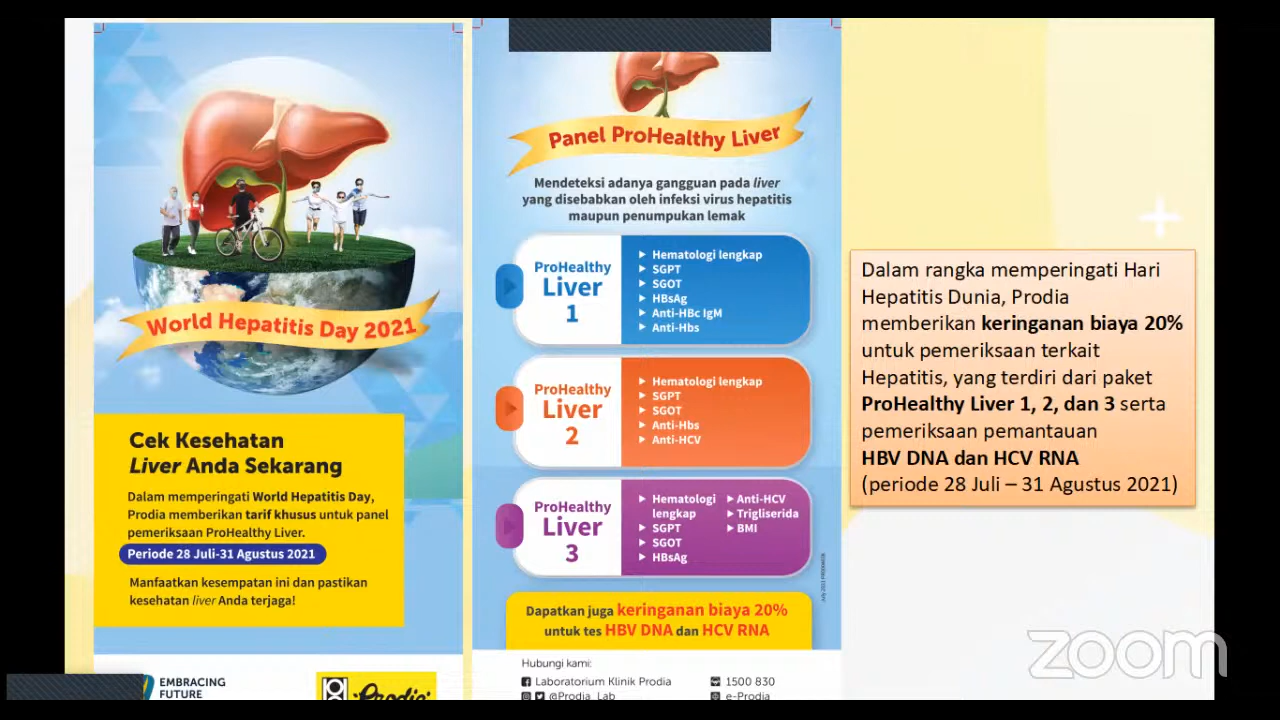 World Hepatitis Day 2021
Cek Kesehatan
Liver Anda Sekarang
Dalam memperingati World Hepatitis Day,
Prodia memberikan tarif khusus untuk panel
pemeriksaan ProHealthy Liver.
Periode 28 Juli-31 Agustus 2021
Manfaatkan kesempatan ini dan pastikan
kesehatan liver Anda terjaga!
EMBRACING
FUTURE
Prodia
Panel ProHealthy Liver
Mendeteksi adanya gangguan pada liver
yang disebabkan oleh infeksi virus hepatitis
maupun penumpukan lemak
ProHealthy
Liver
1
Hematologi lengkap
SGPT
SGOT
HBsAg
Anti-HBc IgM
Anti-Hbs
ProHealthy
Liver
2
Hematologi lengkap
SGPT
SGOT
Anti-Hbs
Anti-HCV
ProHealthy
Liver
3
Hematologi
lengkap
SGPT
SGOT
HBsAg
Anti-HCV
Trigliserida
BMI
Dapatkan juga keringanan biaya 20%
untuk tes HBV DNA dan HCV RNA
Hubungi kami:
Laboratorium Klinik Prodia
@Prodia_Lab
1500 830
e-Prodia
Dalam rangka memperingati Hari
Hepatitis Dunia, Prodia
memberikan keringanan biaya 20%
untuk pemeriksaan terkait
Hepatitis, yang terdiri dari paket
ProHealthy Liver 1, 2, dan 3 serta
pemeriksaan pemantauan
HBV DNA dan HCV RNA
(periode 28 Juli – 31 Agustus 2021)
zoom